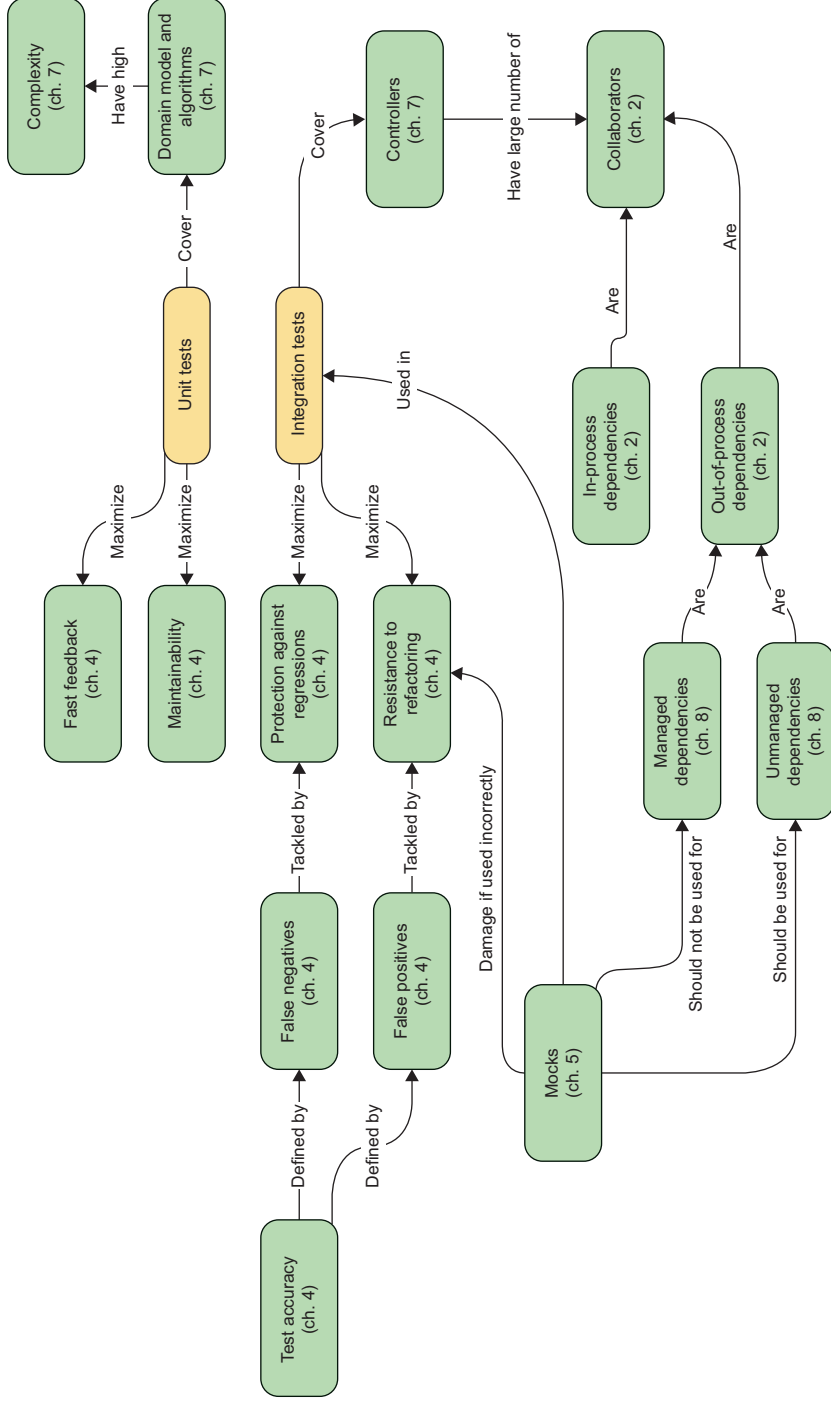 Complexity
(ch. 7)
Have high
Domain model and
algorithms
(ch. 7)
Cover
Unit tests
Maximize
Maximize
Fast feedback
(ch. 4)
Maintainability
(ch. 4)
Integration tests
Cover
Controllers
(ch. 7)
Have large number of
Collaborators
(ch. 2)
Maximize
Maximize
Protection against
regressions
(ch. 4)
Resistance to
refactoring
(ch. 4)
Tackled by
Tackled by
False negatives
(ch. 4)
False positives
(ch. 4)
Defined by
Defined by
Test accuracy
(ch. 4)
Used in
Damage if used incorrectly
Mocks
(ch. 5)
Should not be used for
Should be used for
Managed
dependencies
(ch. 8)
Unmanaged
dependencies
(ch. 8)
Are
Are
In-process
dependencies
(ch. 2)
Out-of-process
dependencies
(ch. 2)
Are
Are